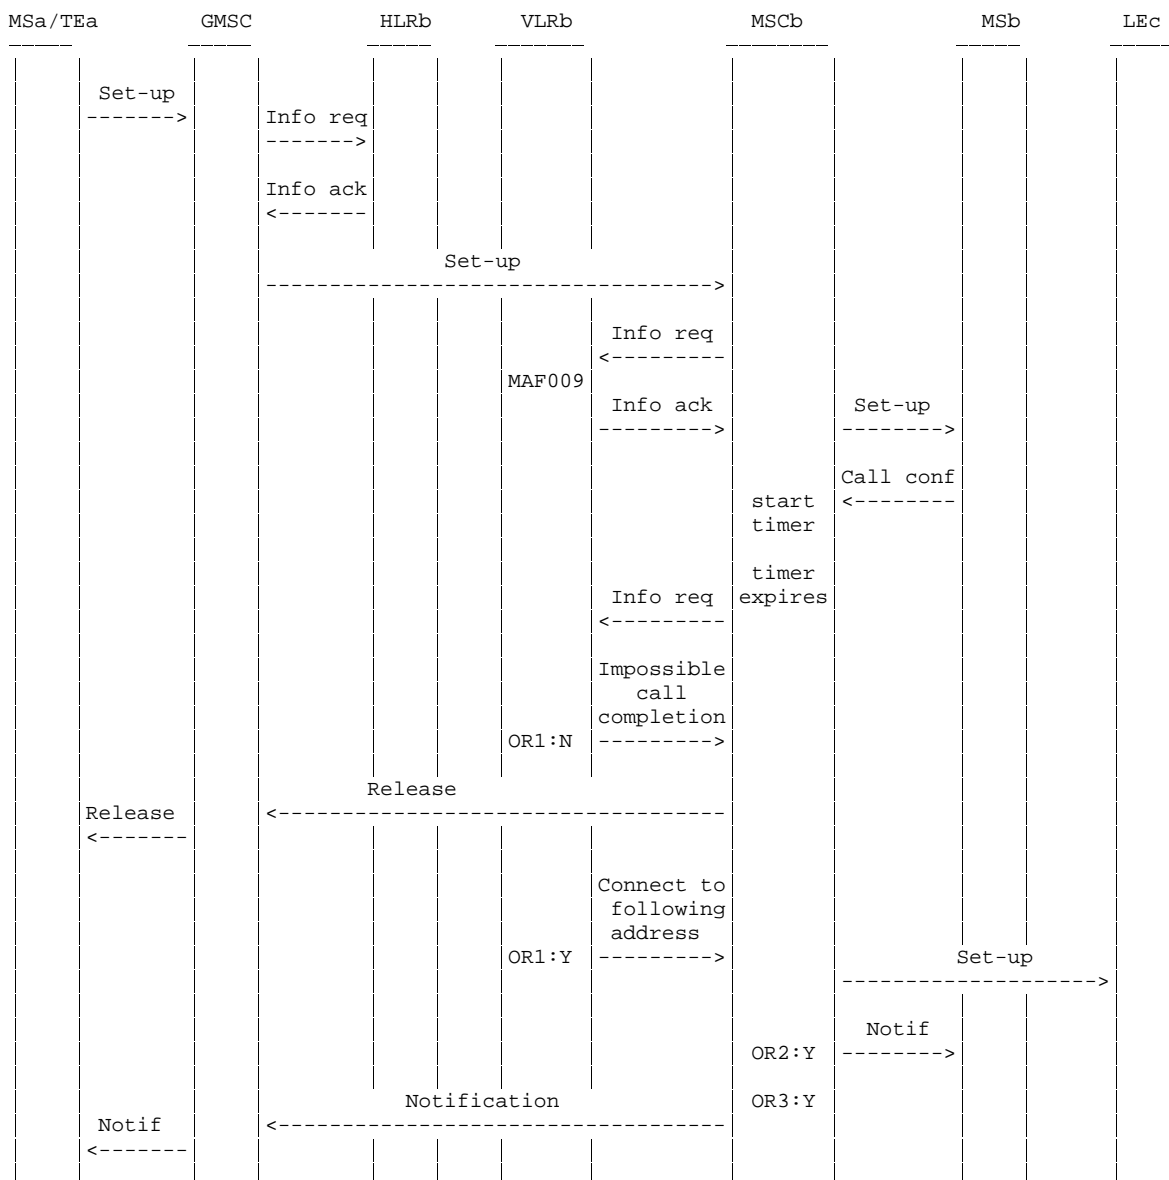 MSa/TEa GMSC HLRb VLRb MSCb MSb LEc
Set-up
-------> Info req
------->
Info ack
<-------
Set-up
----------------------------------->
Info req
<---------
MAF009
Info ack Set-up
---------> -------->
Call conf
start <--------
timer
timer
Info req expires
<---------
Impossible
call
completion
OR1:N --------->
Release
Release <-----------------------------------
<-------
Connect to
following
address
OR1:Y ---------> Set-up
-------------------->
Notif
OR2:Y -------->
Notification OR3:Y
Notif <-----------------------------------
<-------